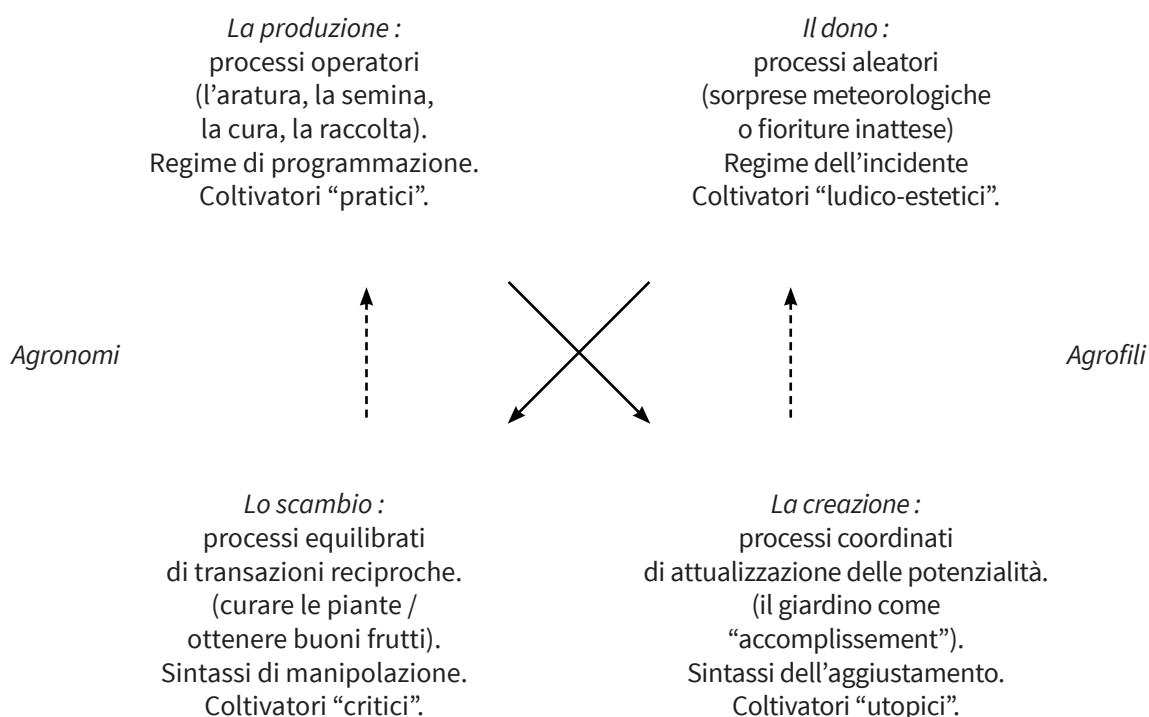 La produzione :
processi operatori
(l’aratura, la semina,
la cura, la raccolta).
Regime di programmazione.
Coltivatori “pratici”.
Il dono :
processi aleatori
(sorprese meteorologiche
o fioriture inattese)
Regime dell’incidente
Coltivatori “ludico-estetici”.
Agronomi
Agrofili
Lo scambio :
processi equilibrati
di transazioni reciproche.
(curare le piante /
ottenere buoni frutti).
Sintassi di manipolazione.
Coltivatori “critici”.
La creazione :
processi coordinati
di attualizzazione delle potenzialità.
(il giardino come
“accomplissement”).
Sintassi dell’aggiustamento.
Coltivatori “utopici”.